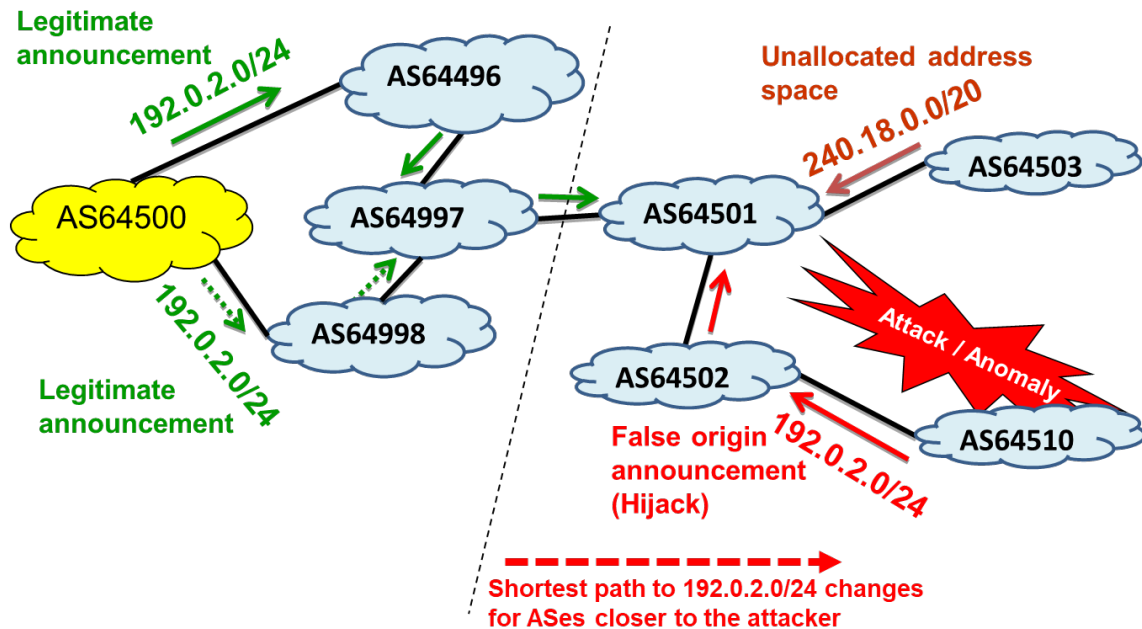 Legitimate
announcement
192.0.2.0/24
AS64496
AS64500
AS64997
AS64998
192.0.2.0/24
Legitimate
announcement
Unallocated address
space
240.18.0.0/20
AS64503
AS64501
Attack / Anomaly
AS64502
AS64510
192.0.2.0/24
False origin
announcement
(Hijack)
Shortest path to 192.0.2.0/24 changes
for ASes closer to the attacker